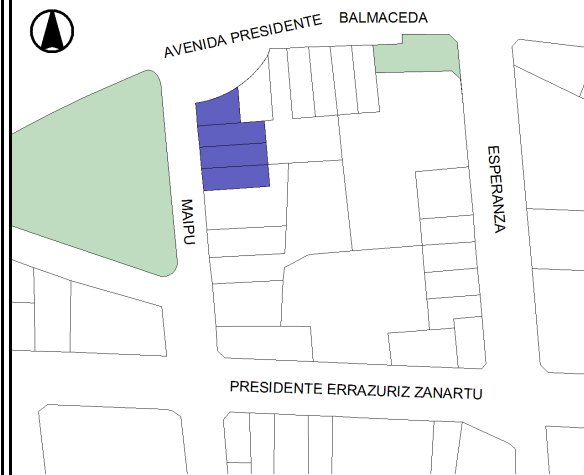 AVENIDA PRESIDENTE BALMACEDA
ESPERANZA
MAIPU
PRESIDENTE ERRAZURIZ ZANARTU